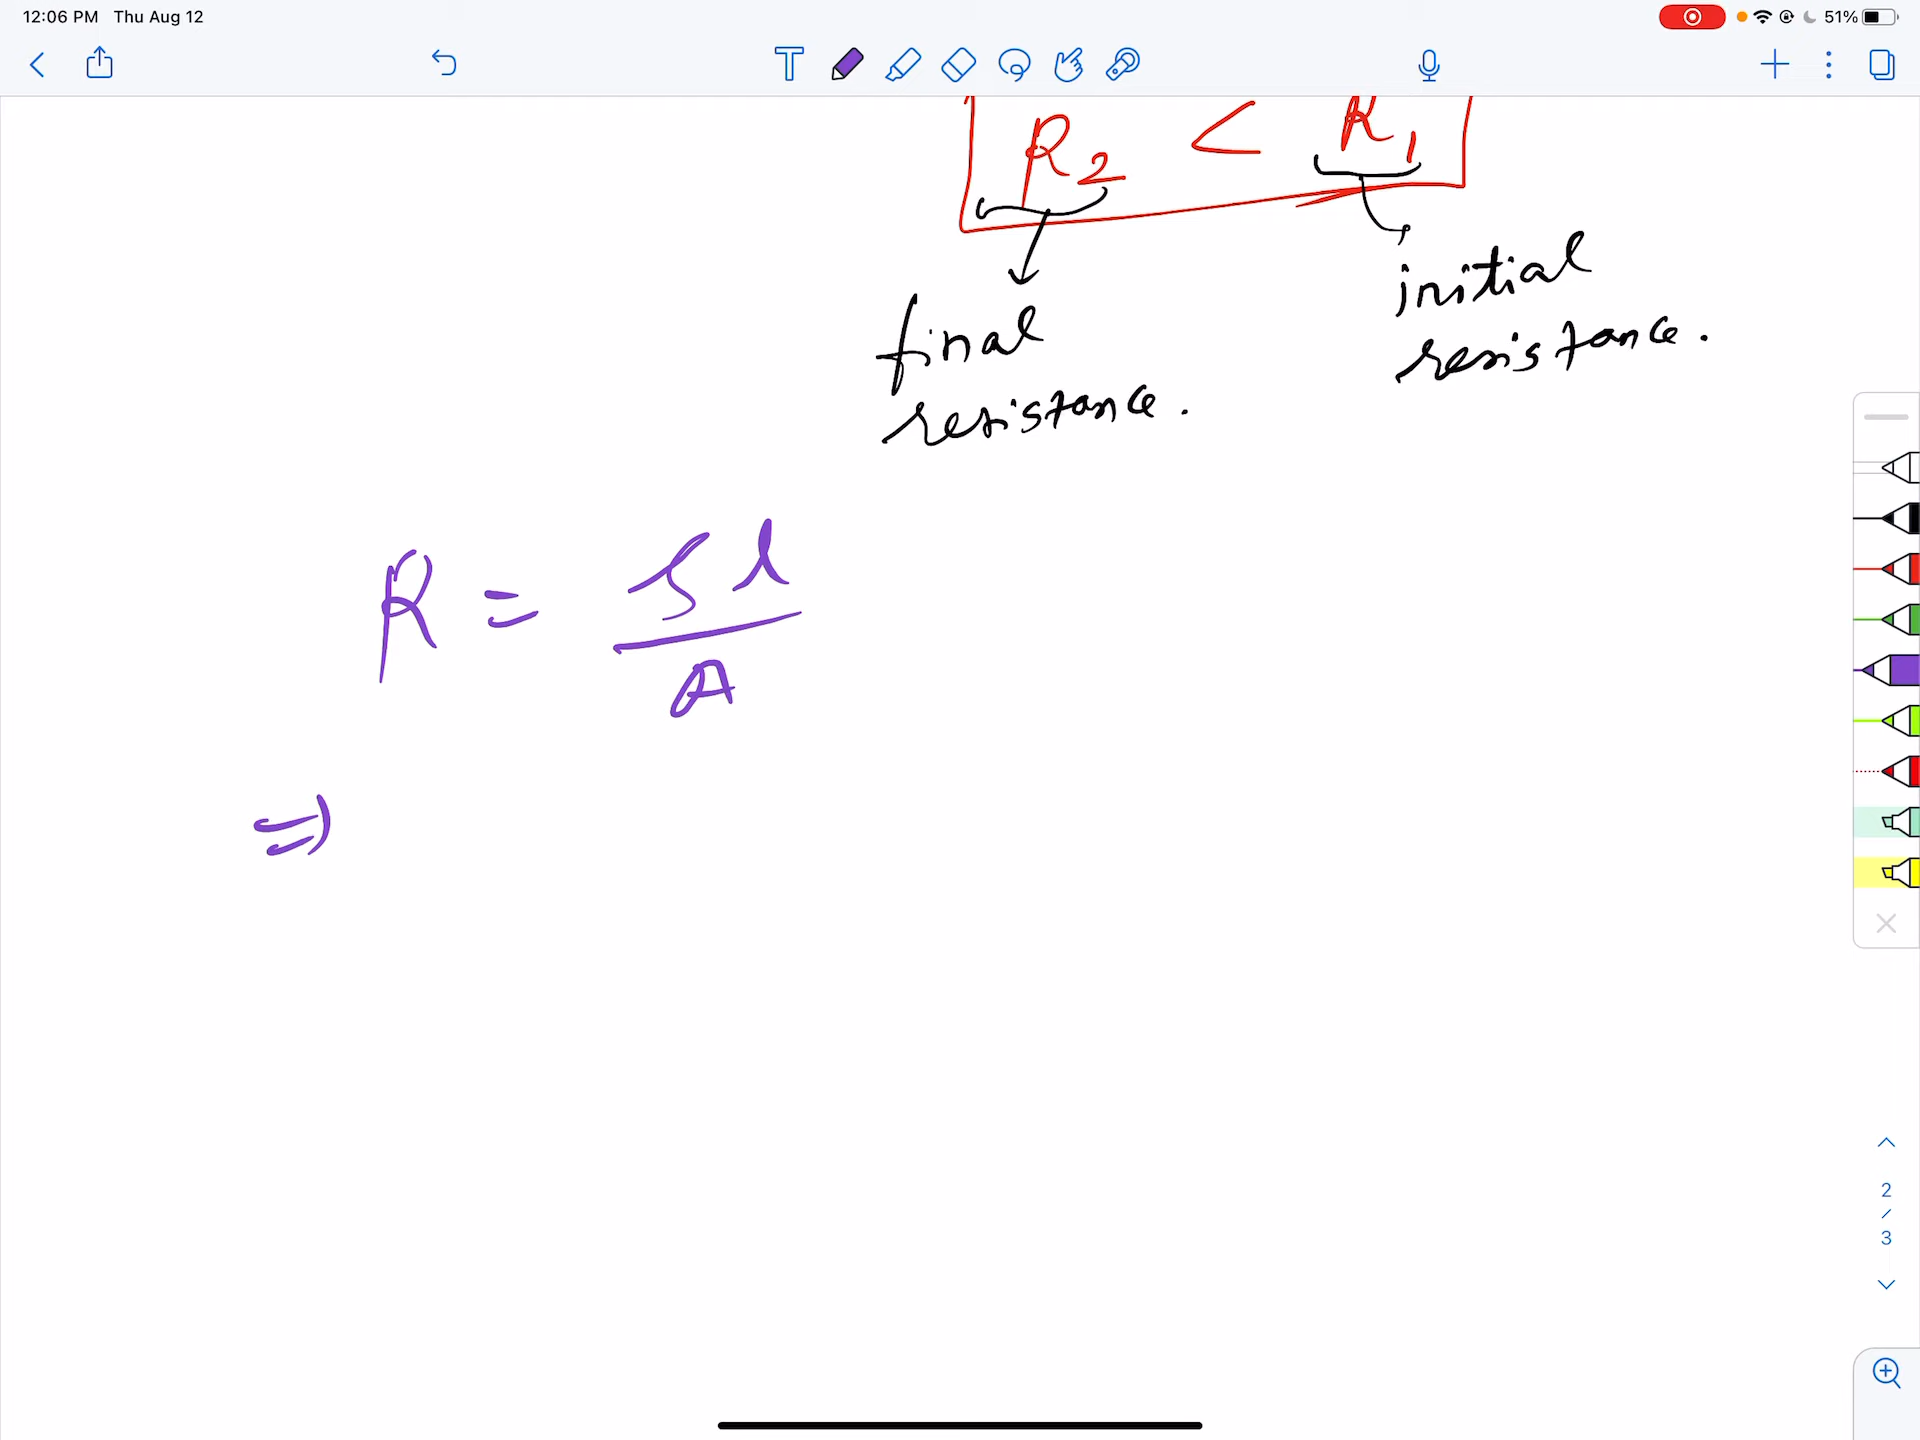 12:06 PM Thu Aug 12
51%
R₂ < R₁
final
resistance.
initial
resistance.
R = ρl/A
⇒
2
/
3